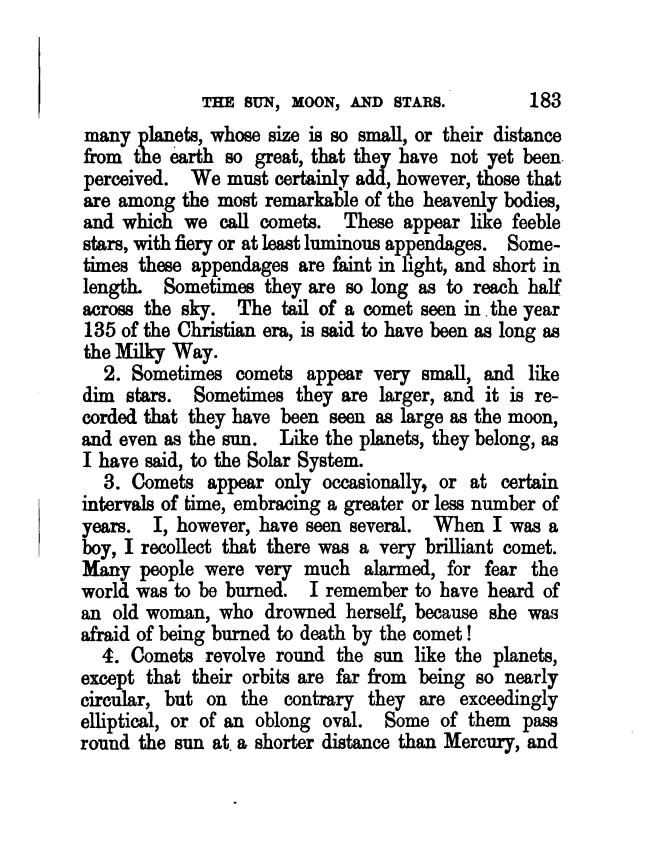 THE SUN, MOON, AND STARS. 183
many planets, whose size is so small, or their distance
from the earth so great, that they have not yet been
perceived. We must certainly add, however, those that
are among the most remarkable of the heavenly bodies,
and which we call comets. These appear like feeble
stars, with fiery or at least luminous appendages. Some-
times these appendages are faint in light, and short in
length. Sometimes they are so long as to reach half
across the sky. The tail of a comet seen in the year
135 of the Christian era, is said to have been as long as
the Milky Way.
2. Sometimes comets appear very small, and like
dim stars. Sometimes they are larger, and it is re-
corded that they have been seen as large as the moon,
and even as the sun. Like the planets, they belong, as
I have said, to the Solar System.
3. Comets appear only occasionally, or at certain
intervals of time, embracing a greater or less number of
years. I, however, have seen several. When I was a
boy, I recollect that there was a very brilliant comet.
Many people were very much alarmed, for fear the
world was to be burned. I remember to have heard of
an old woman, who drowned herself, because she was
afraid of being burned to death by the comet!
4. Comets revolve round the sun like the planets,
except that their orbits are far from being so nearly
circular, but on the contrary they are exceedingly
elliptical, or of an oblong oval. Some of them pass
round the sun at a shorter distance than Mercury, and